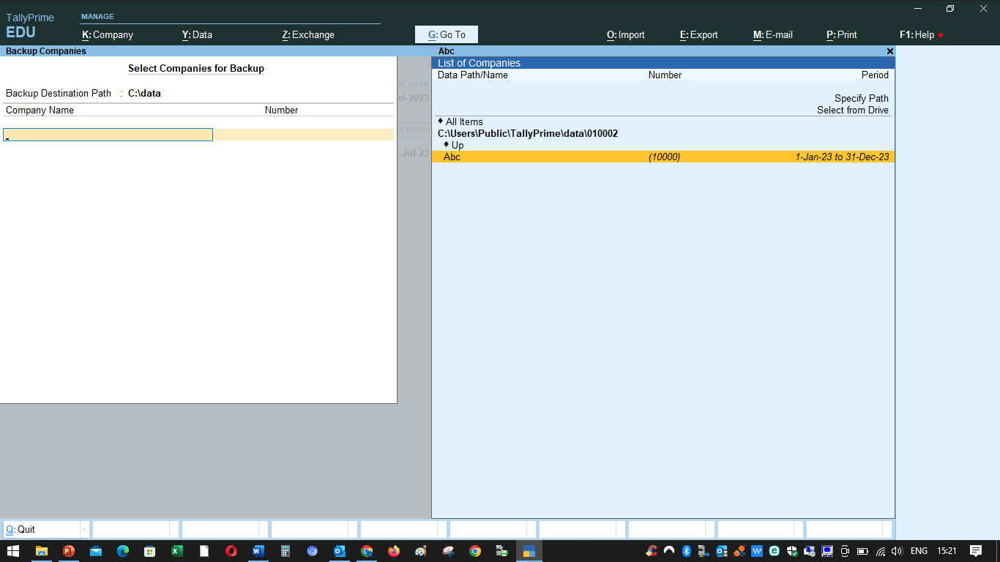 TallyPrime
EDU
MANAGE
K: Company
Y: Data
Z: Exchange
G: Go To
O: Import
E: Export
M: E-mail
P: Print
F1: Help
Backup Companies
Abc
Select Companies for Backup
Backup Destination Path : C:\data
Company Name Number
List of Companies
Data Path/Name Number Period
Specify Path
Select from Drive
All Items
C:\Users\Public\TallyPrime\data\010002
Up
Abc (10000) 1-Jan-23 to 31-Dec-23
NT DATE
ul-2023
T ENTRY
-Jul-23
Q: Quit
ENG 15:21